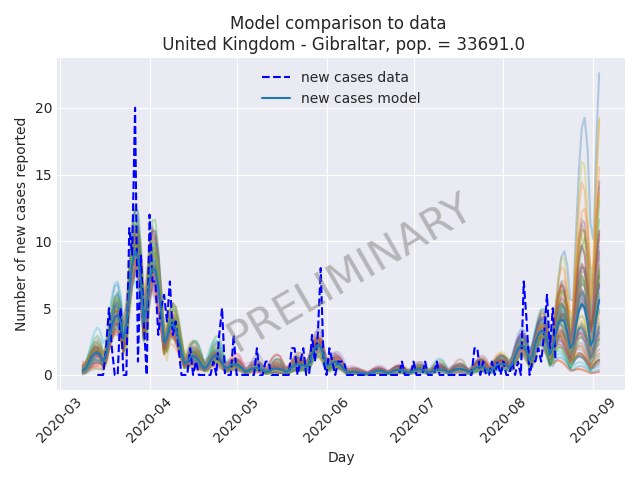 Model comparison to data
United Kingdom - Gibraltar, pop. = 33691.0
new cases data
new cases model
Number of new cases reported
20
15
10
5
0
PRELIMINARY
2020-03
2020-04
2020-05
2020-06
2020-07
2020-08
2020-09
Day